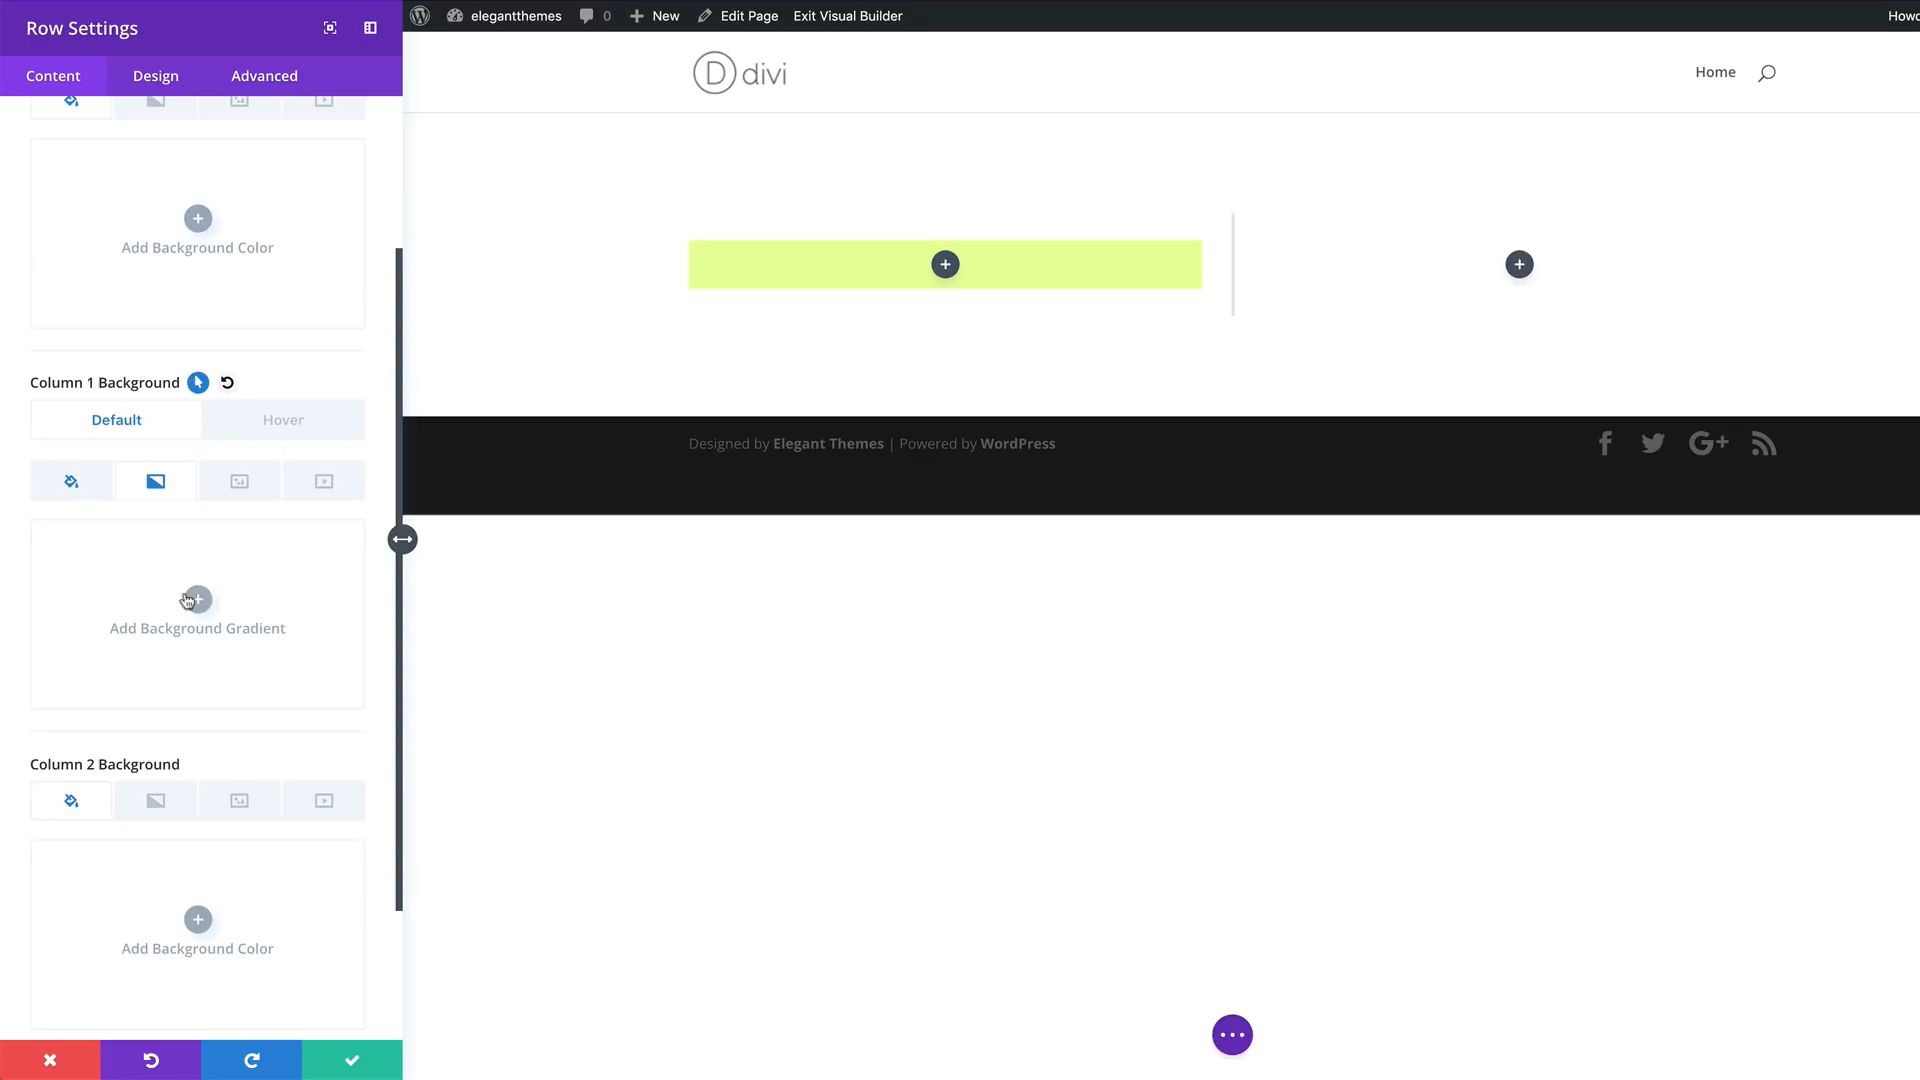 Row Settings
Content Design Advanced
elegantthemes 0 New Edit Page Exit Visual Builder Howd
divi
Home
Add Background Color
Column 1 Background
Default Hover
Add Background Gradient
Column 2 Background
Add Background Color
Designed by Elegant Themes | Powered by WordPress